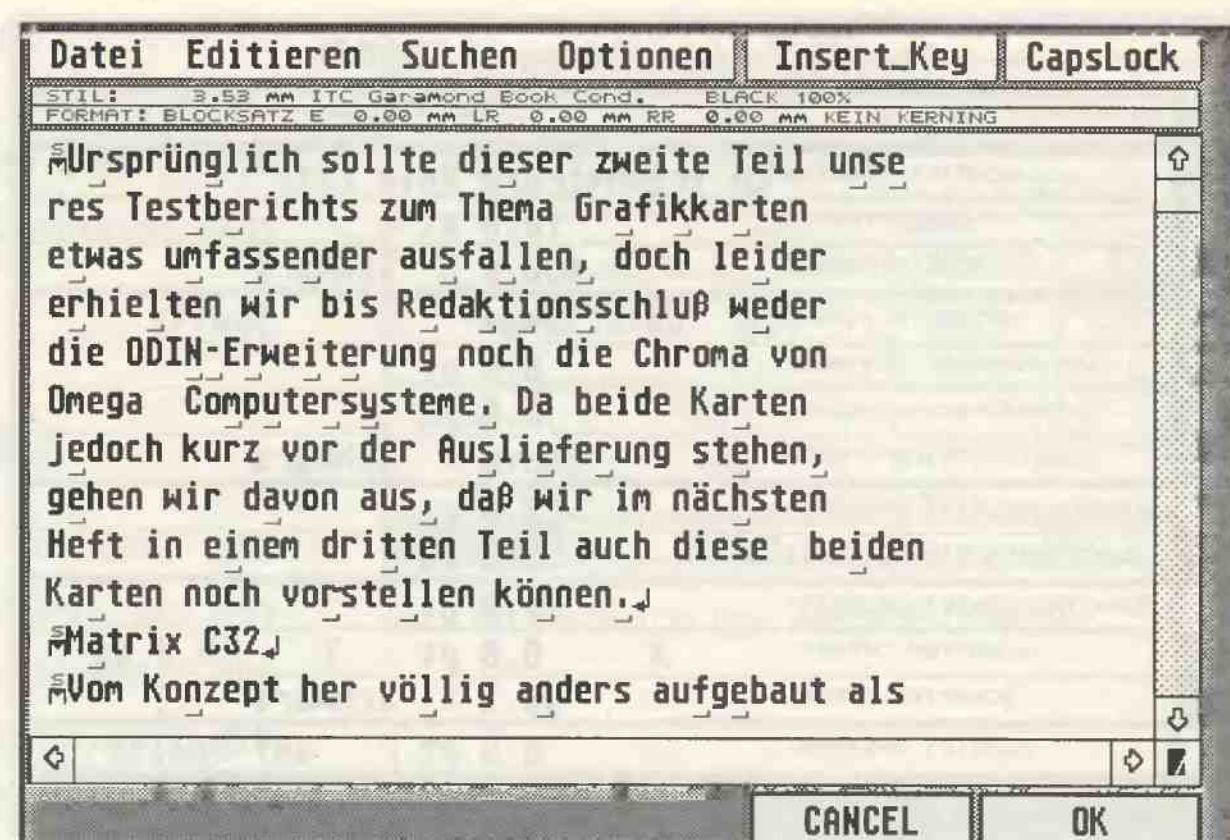 Datei Editieren Suchen Optionen Insert_Key CapsLock
STIL: 3.53 mm ITC Garamond Book Cond. BLACK 100%
FORMAT: BLOCKSATZ E 0.00 mm LR 0.00 mm RR 0.00 mm KEIN KERNING
Ursprünglich sollte dieser zweite Teil unse
res Testberichts zum Thema Grafikkarten
etwas umfassender ausfallen, doch leider
erhielten wir bis Redaktionsschluß weder
die ODIN-Erweiterung noch die Chroma von
Omega Computersysteme. Da beide Karten
jedoch kurz vor der Auslieferung stehen,
gehen wir davon aus, daß wir im nächsten
Heft in einem dritten Teil auch diese beiden
Karten noch vorstellen können.
Matrix C32
Vom Konzept her völlig anders aufgebaut als
CANCEL OK